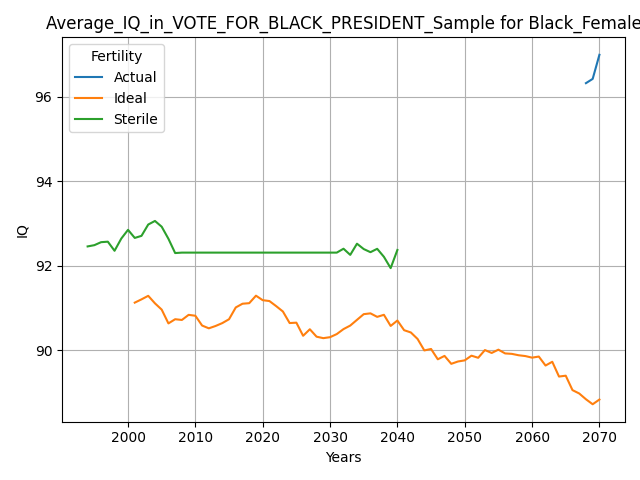 Average_IQ_in_VOTE_FOR_BLACK_PRESIDENT_Sample for Black_Female
Fertility
Actual
Ideal
Sterile
96
94
92
90
IQ
2000 2010 2020 2030 2040 2050 2060 2070
Years